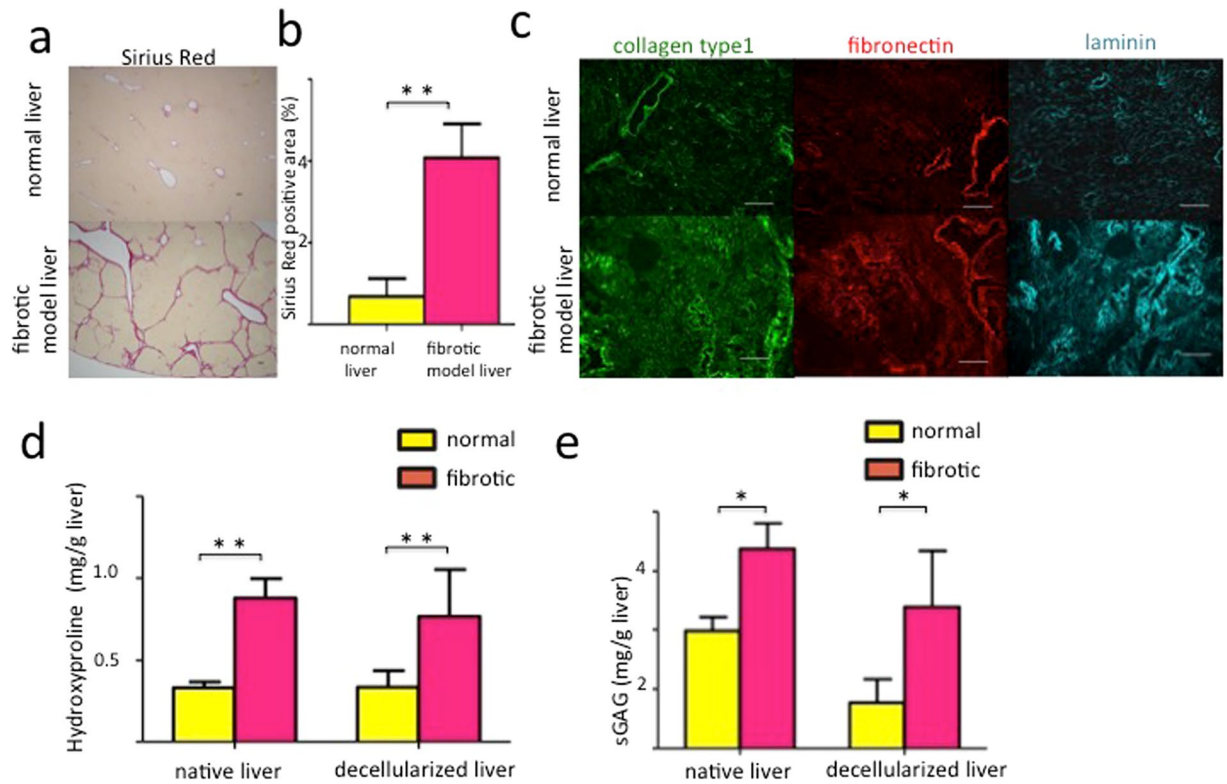 a
Sirius Red
normal liver
fibrotic
model liver
b
Sirius Red positive area (%)
4
2
* *
normal
liver
fibrotic
model liver
c
collagen type1
fibronectin
laminin
normal liver
fibrotic
model liver
d
normal
fibrotic
Hydroxyproline (mg/g liver)
1.0
0.5
* *
* *
native liver
decellularized liver
e
normal
fibrotic
sGAG (mg/g liver)
4
2
*
*
native liver
decellularized liver